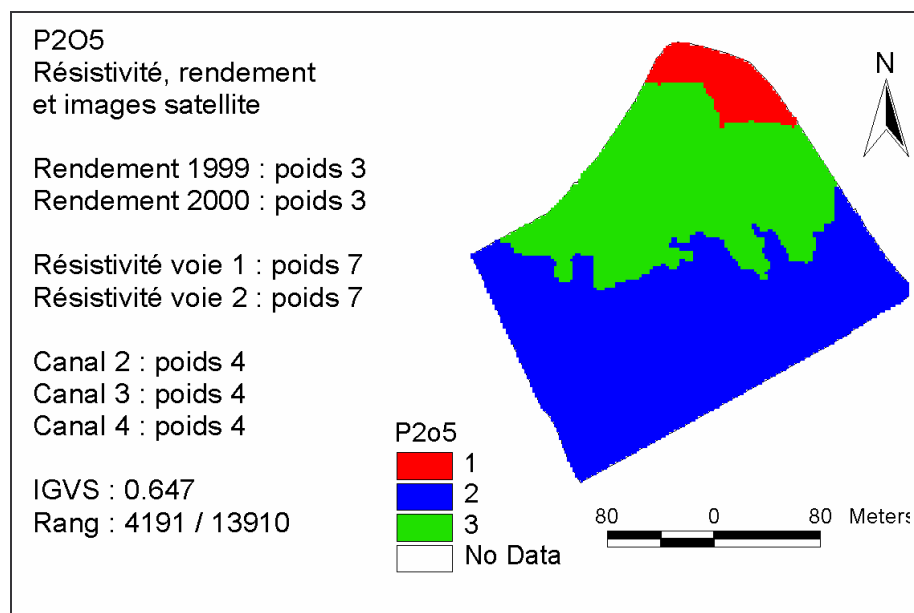 P2O5
Résistivité, rendement
et images satellite
Rendement 1999 : poids 3
Rendement 2000 : poids 3
Résistivité voie 1 : poids 7
Résistivité voie 2 : poids 7
Canal 2 : poids 4
Canal 3 : poids 4
Canal 4 : poids 4
IGVS : 0.647
Rang : 4191 / 13910
N
P2o5
1
2
3
No Data
80 0 80 Meters